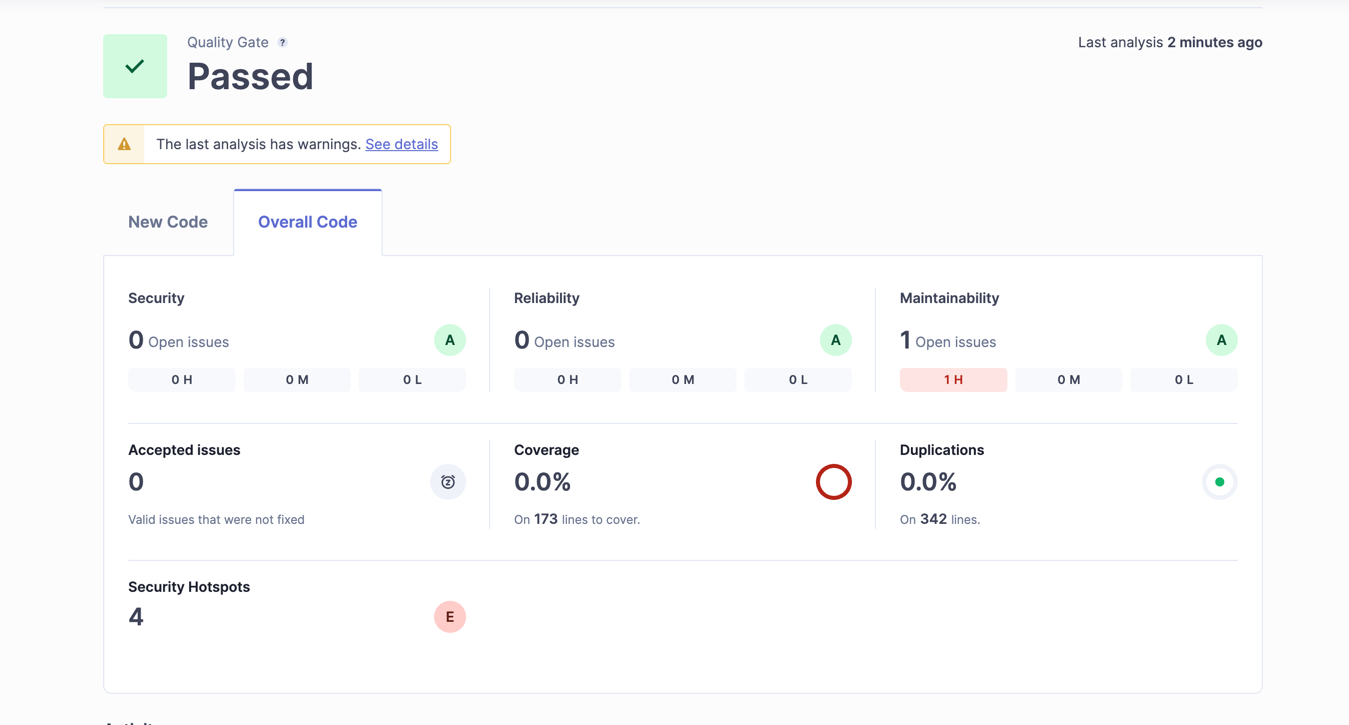 Quality Gate ?
Last analysis 2 minutes ago
Passed
The last analysis has warnings. See details
New Code
Overall Code
Security
0 Open issues
A
0 H
0 M
0 L
Reliability
0 Open issues
A
0 H
0 M
0 L
Maintainability
1 Open issues
A
1 H
0 M
0 L
Accepted issues
0
Valid issues that were not fixed
Coverage
0.0%
On 173 lines to cover.
Duplications
0.0%
On 342 lines.
Security Hotspots
4
E